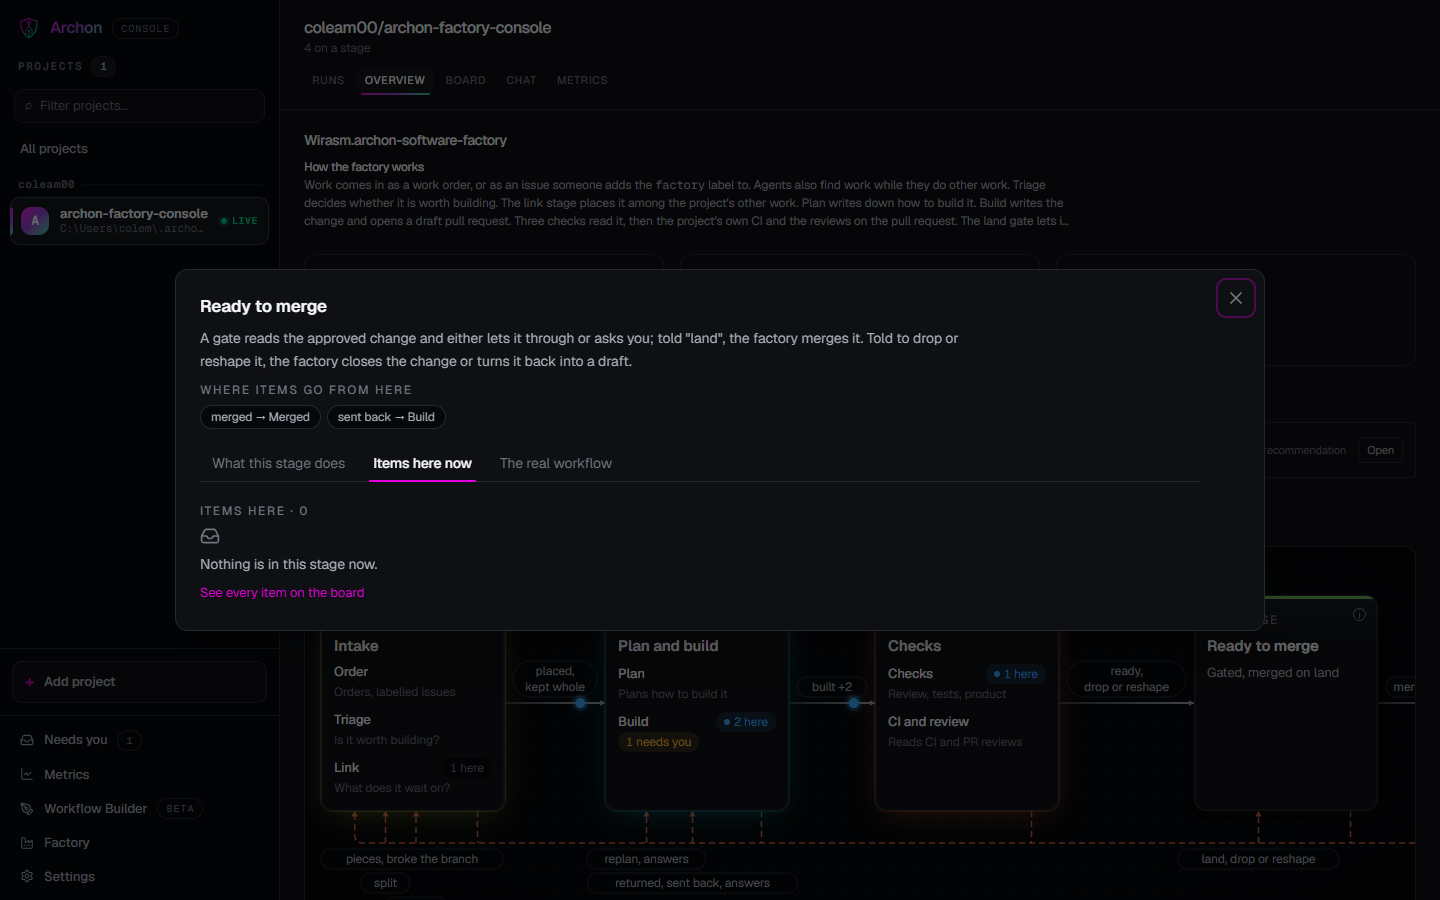 Archon CONSOLE
PROJECTS 1
Filter projects...
All projects
coleam00
A archon-factory-console LIVE
C:\Users\colem\.archo…
Add project
Needs you 1
Metrics
Workflow Builder BETA
Factory
Settings
coleam00/archon-factory-console
4 on a stage
RUNS OVERVIEW BOARD CHAT METRICS
Wirasm.archon-software-factory
How the factory works
Work comes in as a work order, or as an issue someone adds the factory label to. Agents also find work while they do other work. Triage
decides whether it is worth building. The link stage places it among the project's other work. Plan writes down how to build it. Build writes the
change and opens a draft pull request. Three checks read it, then the project's own CI and the reviews on the pull request. The land gate lets i…
Ready to merge
A gate reads the approved change and either lets it through or asks you; told "land", the factory merges it. Told to drop or
reshape it, the factory closes the change or turns it back into a draft.
WHERE ITEMS GO FROM HERE
merged → Merged sent back → Build
What this stage does Items here now The real workflow
ITEMS HERE · 0
Nothing is in this stage now.
See every item on the board
ecommendation Open
Intake
Order
Orders, labelled issues
Triage
Is it worth building?
Link 1 here
What does it wait on?
placed,
kept whole
Plan and build
Plan
Plans how to build it
Build 2 here
1 needs you
built +2
Checks
Checks 1 here
Review, tests, product
CI and review
Reads CI and PR reviews
ready,
drop or reshape
GE
Ready to merge
Gated, merged on land
mer
pieces, broke the branch
split
replan, answers
returned, sent back, answers
land, drop or reshape